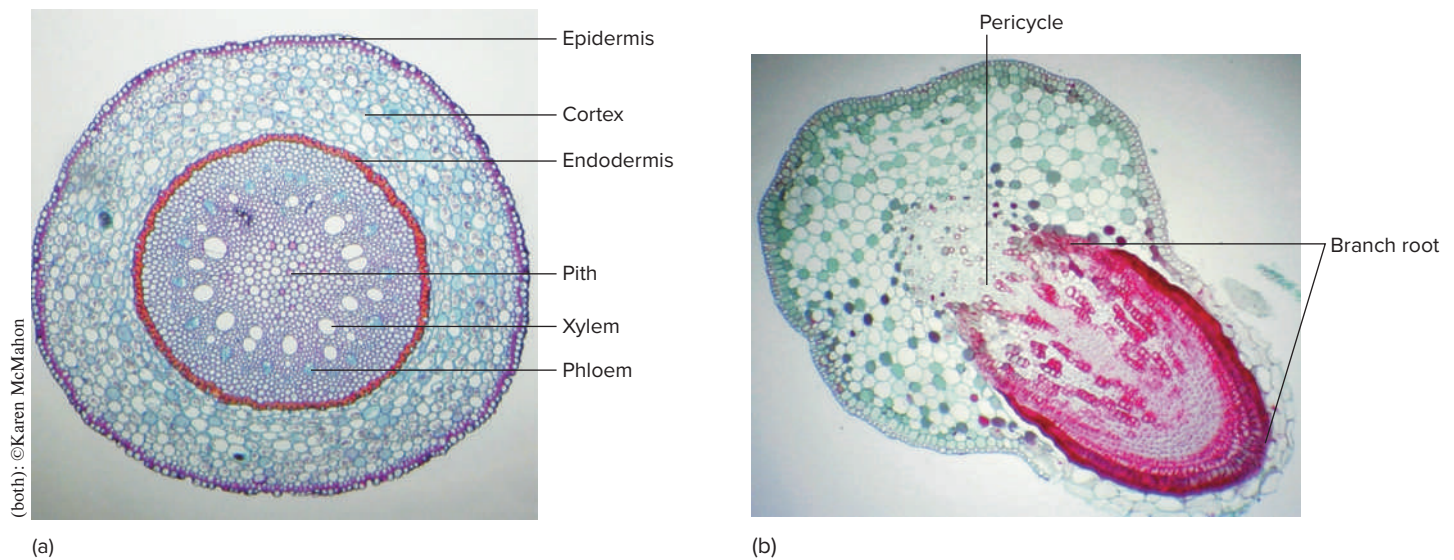 Epidermis
Cortex
Endodermis
Pith
Xylem
Phloem
(both): ©Karen McMahon
(a)
Pericycle
Branch root
(b)